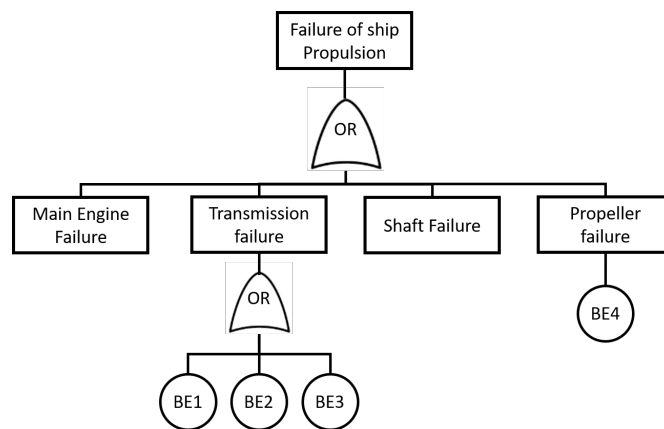 Failure of ship
Propulsion
OR
Main Engine
Failure
Transmission
failure
Shaft Failure
Propeller
failure
OR
BE4
BE1
BE2
BE3